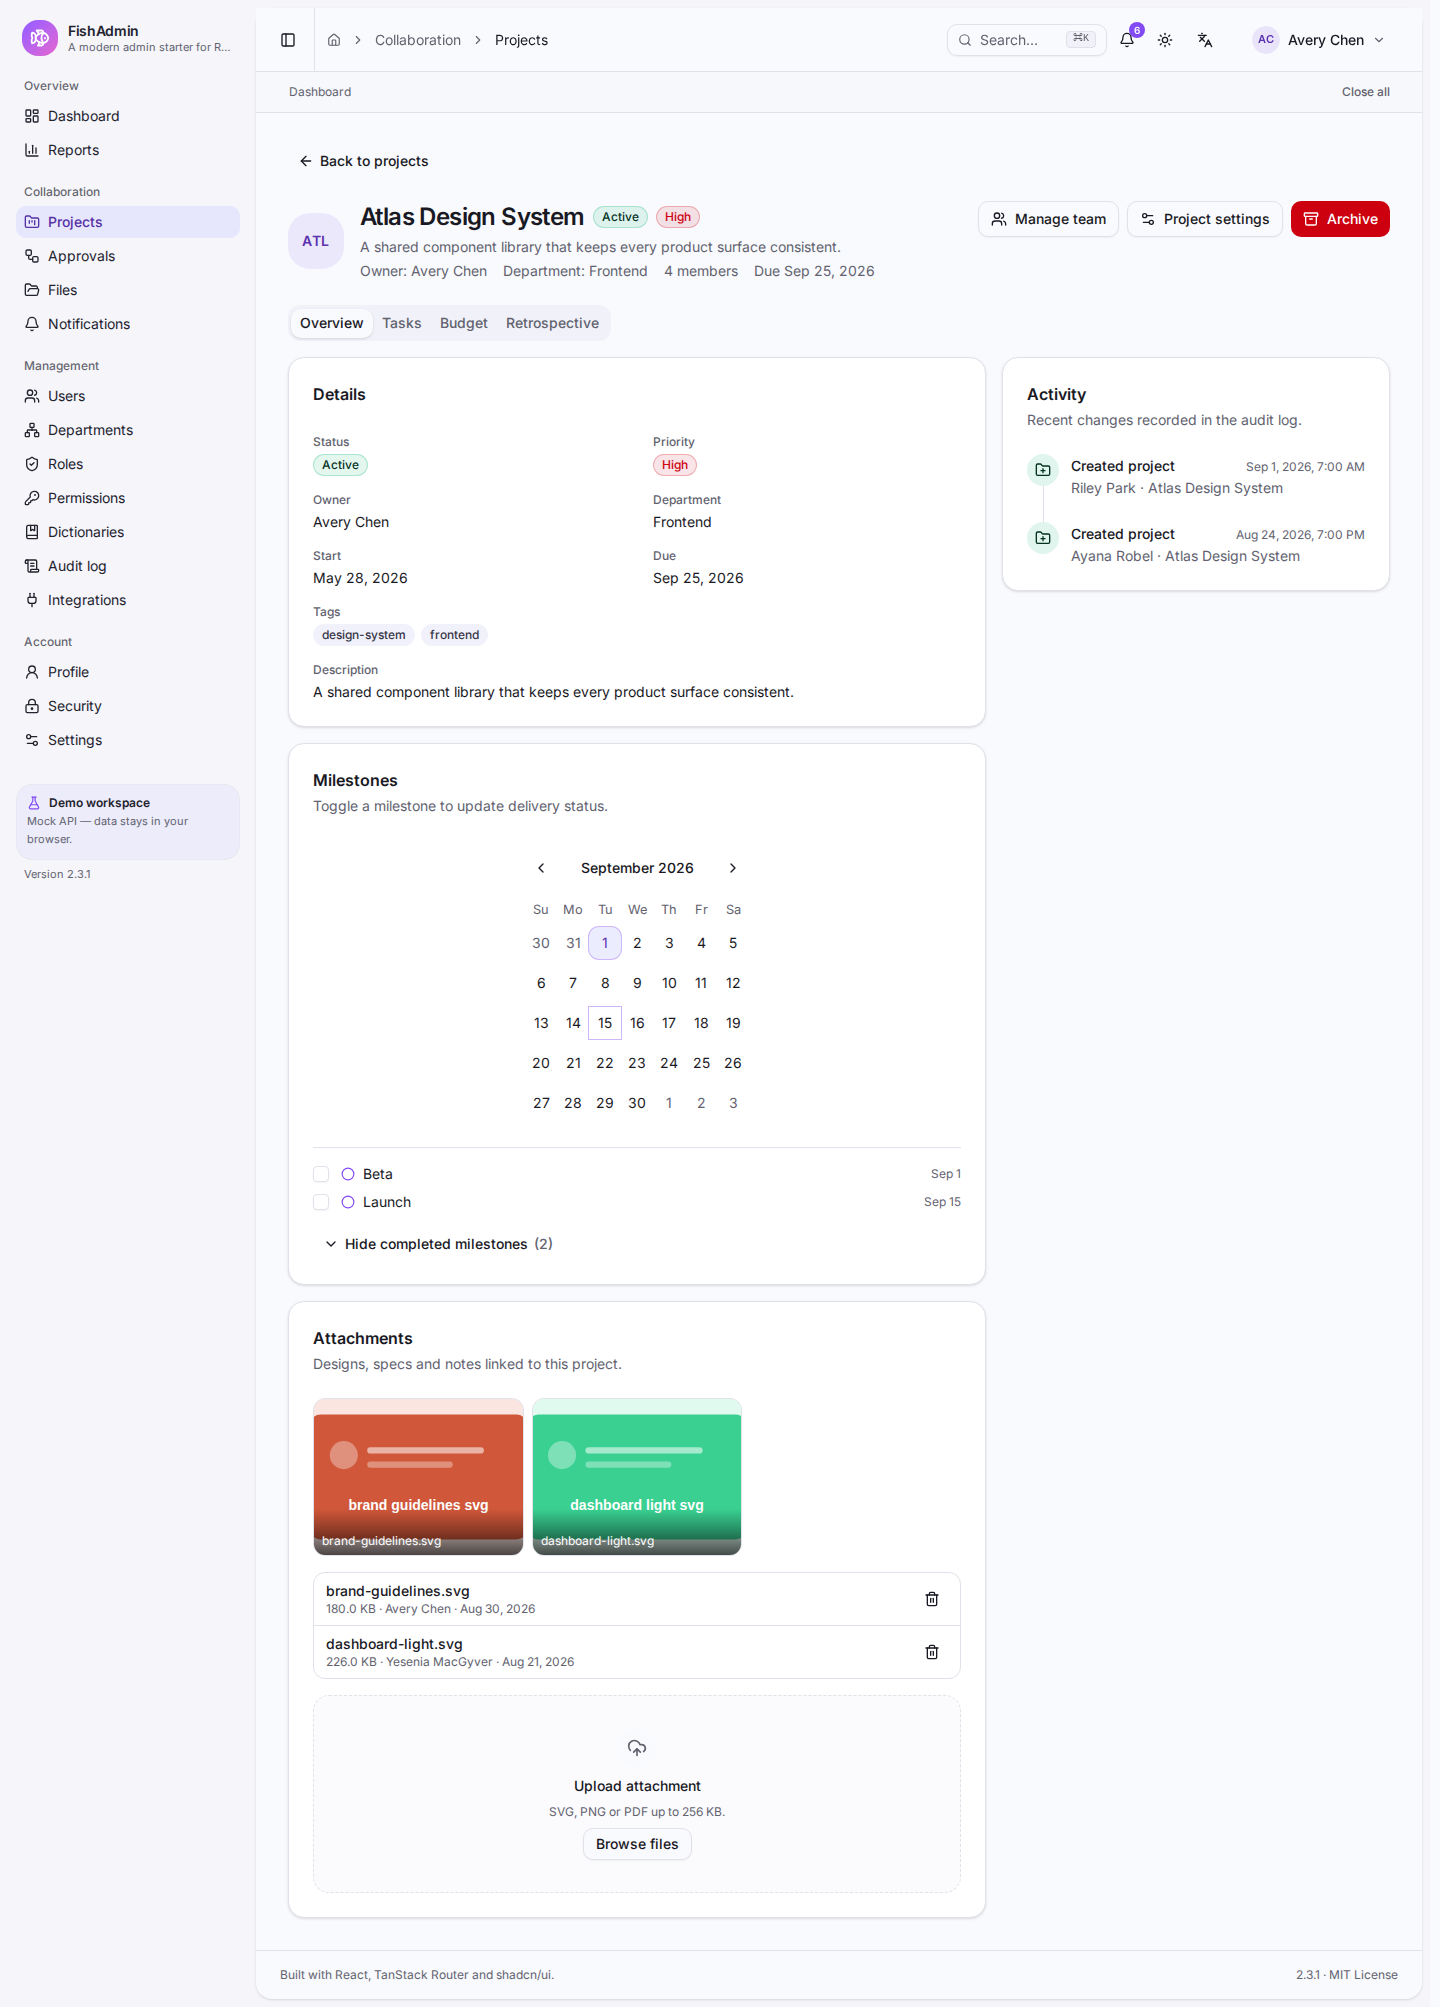 FishAdmin
A modern admin starter for R...
Overview
Dashboard
Reports
Collaboration
Projects
Approvals
Files
Notifications
Management
Users
Departments
Roles
Permissions
Dictionaries
Audit log
Integrations
Account
Profile
Security
Settings
Demo workspace
Mock API — data stays in your
browser.
Version 2.3.1
Collaboration
Projects
Search...
⌘K
6
AC
Avery Chen
Dashboard
Close all
Back to projects
ATL
Atlas Design System
Active
High
A shared component library that keeps every product surface consistent.
Owner: Avery Chen Department: Frontend 4 members Due Sep 25, 2026
Manage team
Project settings
Archive
Overview
Tasks
Budget
Retrospective
Details
Status
Priority
Active
High
Owner
Department
Avery Chen
Frontend
Start
Due
May 28, 2026
Sep 25, 2026
Tags
design-system
frontend
Description
A shared component library that keeps every product surface consistent.
Activity
Recent changes recorded in the audit log.
Created project
Sep 1, 2026, 7:00 AM
Riley Park · Atlas Design System
Created project
Aug 24, 2026, 7:00 PM
Ayana Robel · Atlas Design System
Milestones
Toggle a milestone to update delivery status.
September 2026
Su Mo Tu We Th Fr Sa
30 31 1 2 3 4 5
6 7 8 9 10 11 12
13 14 15 16 17 18 19
20 21 22 23 24 25 26
27 28 29 30 1 2 3
Beta
Sep 1
Launch
Sep 15
Hide completed milestones (2)
Attachments
Designs, specs and notes linked to this project.
brand guidelines svg
brand-guidelines.svg
dashboard light svg
dashboard-light.svg
brand-guidelines.svg
180.0 KB · Avery Chen · Aug 30, 2026
dashboard-light.svg
226.0 KB · Yesenia MacGyver · Aug 21, 2026
Upload attachment
SVG, PNG or PDF up to 256 KB.
Browse files
Built with React, TanStack Router and shadcn/ui.
2.3.1 · MIT License